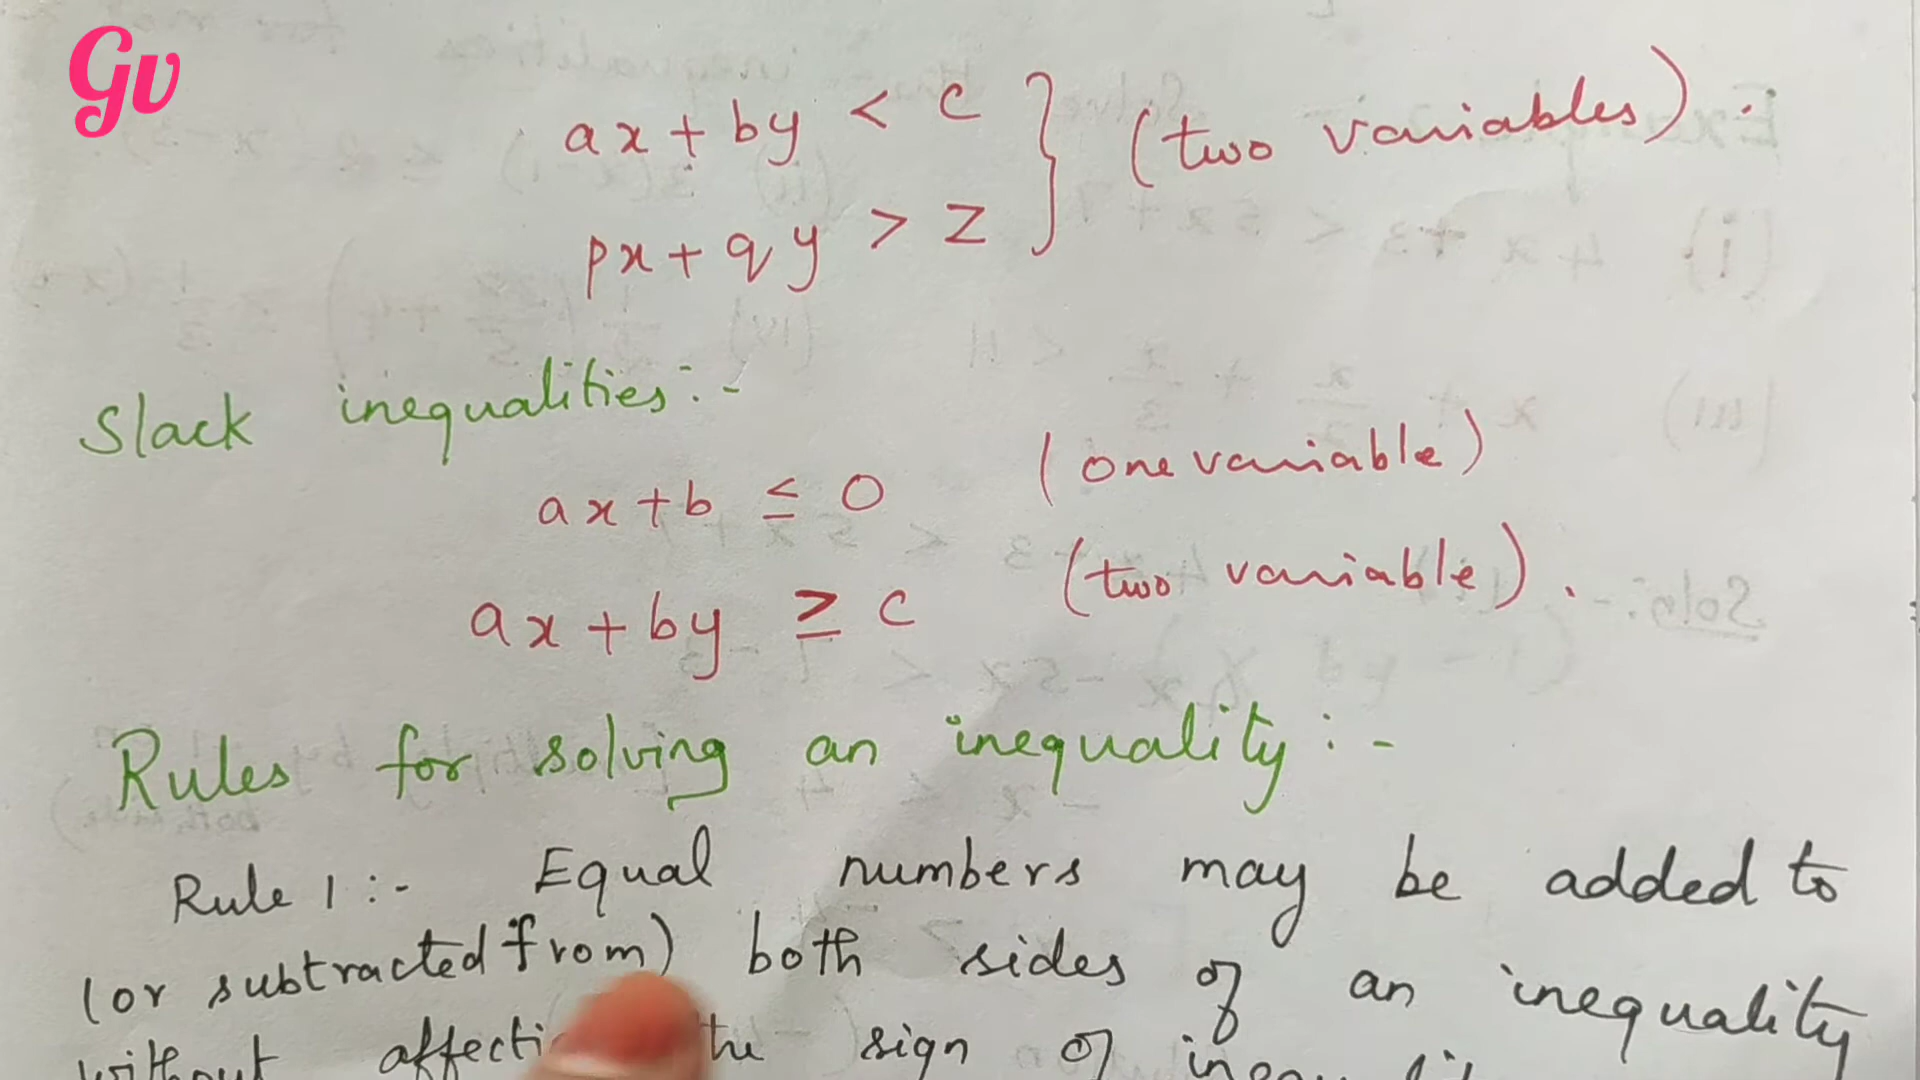 Gv
ax + by < c } (two variables).
px + qy > z
Slack inequalities:-
ax + b ≤ 0 (one variable)
ax + by ≥ c (two variable).
Rules for solving an inequality:-
Rule 1:- Equal numbers may be added to
(or subtracted from) both sides of an inequality
without the sign of